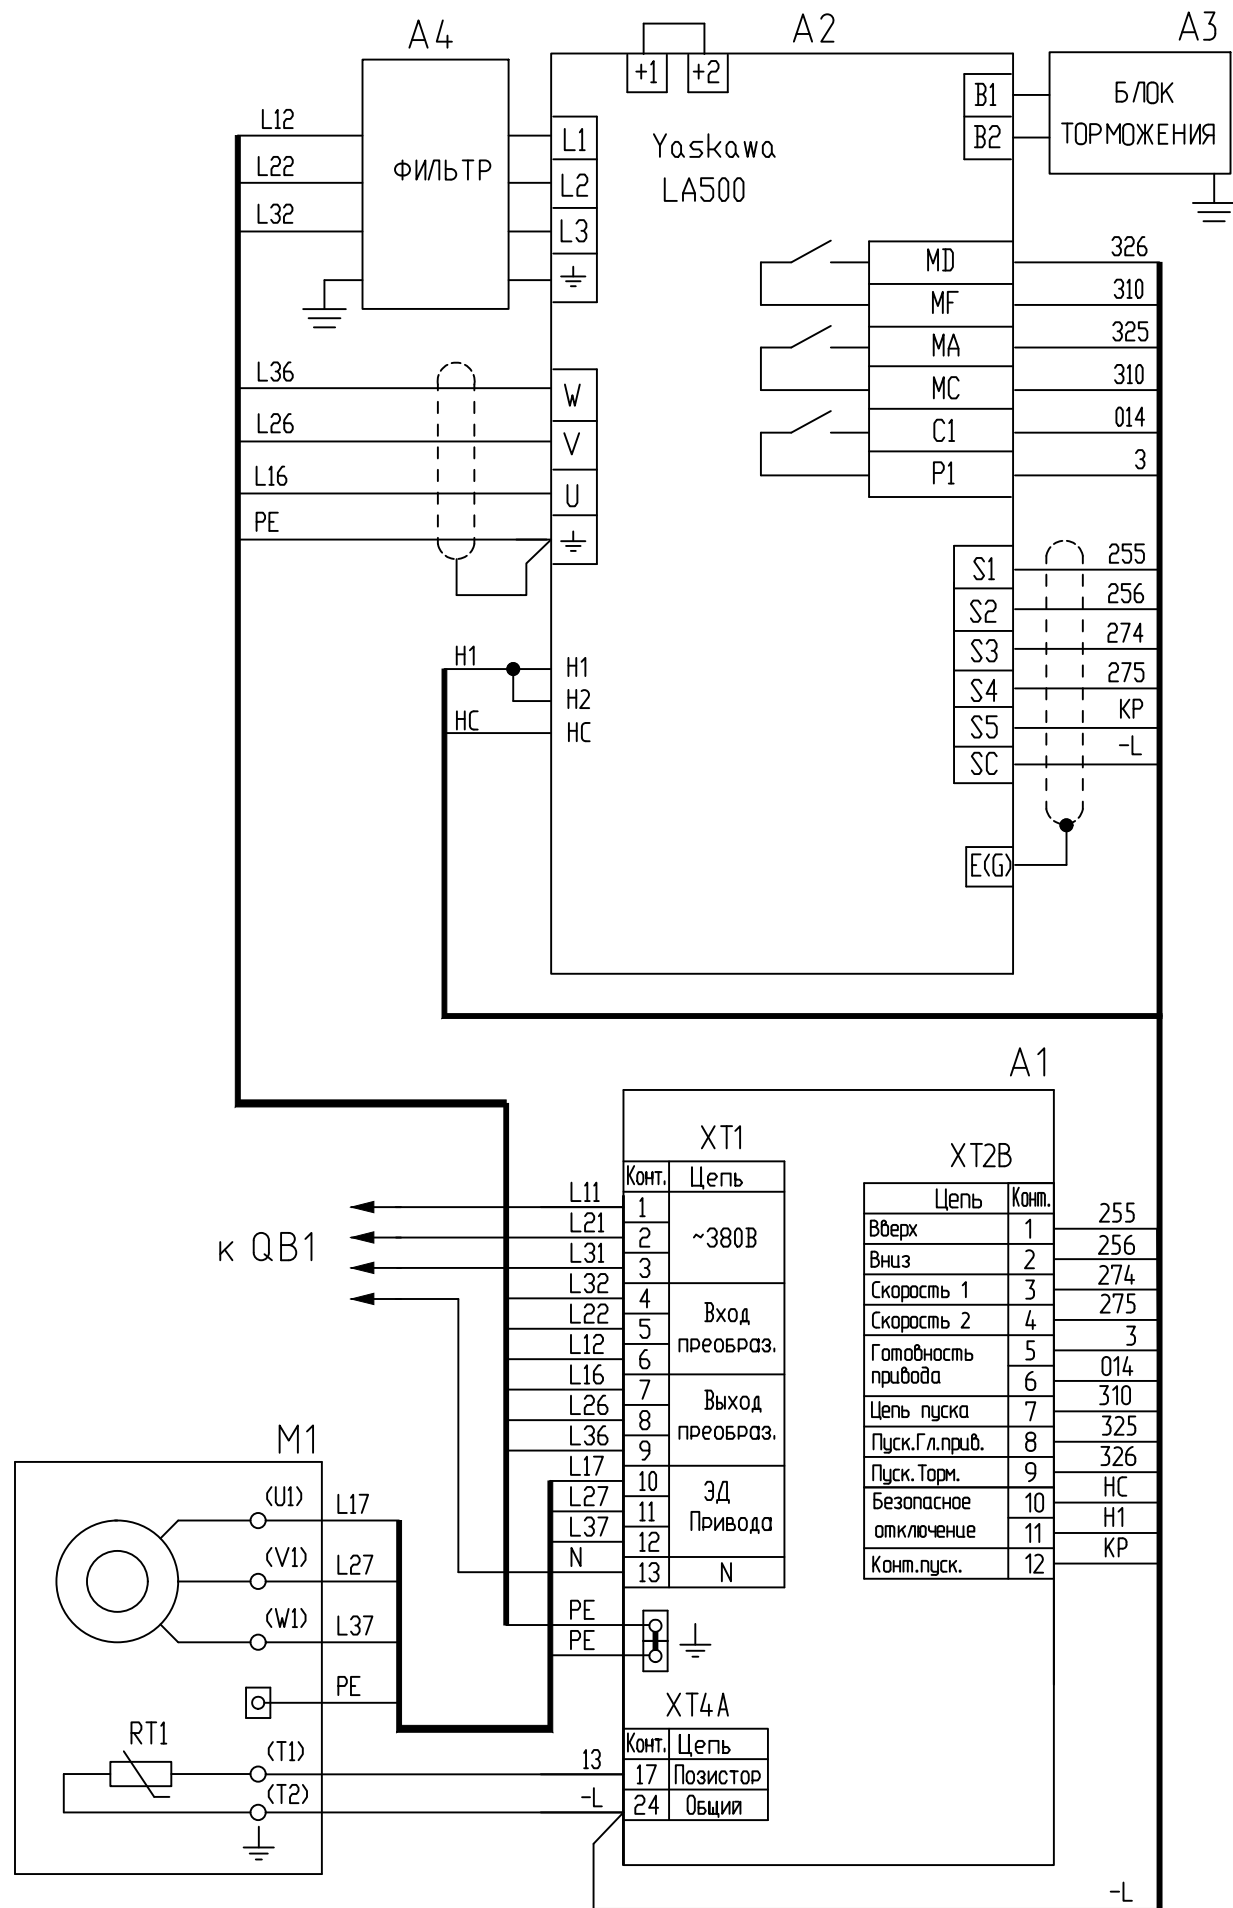 A4
A2
A3
+1 +2
B1
B2
БЛОК
ТОРМОЖЕНИЯ
L12
L22
L32
ФИЛЬТР
L1
L2
L3
Yaskawa
LA500
MD 326
MF 310
MA 325
MC 310
C1 014
P1 3
L36 W
L26 V
L16 U
PE
S1 255
S2 256
S3 274
S4 275
S5 КР
SC -L
E(G)
H1 H1
H2
HC HC
A1
XT1
Конт. Цепь
L11 1
L21 2 ~380В
L31 3
L32 4
L22 5 Вход
преобраз.
L12 6
L16 7
L26 8 Выход
преобраз.
L36 9
L17 10
L27 11 ЭД
Привода
L37 12
N 13 N
PE
PE
к QB1
XT2B
Цепь Конт.
Вверх 1 255
Вниз 2 256
Скорость 1 3 274
Скорость 2 4 275
Готовность
привода
5 3
6 014
Цепь пуска 7 310
Пуск.Гл.прив. 8 325
Пуск.Торм. 9 326
Безопасное
отключение
10 HC
11 H1
Конт.пуск. 12 КР
M1
(U1) L17
(V1) L27
(W1) L37
PE
RT1
(T1) 13
(T2) -L
XT4A
Конт. Цепь
17 Позистор
24 Общий
-L